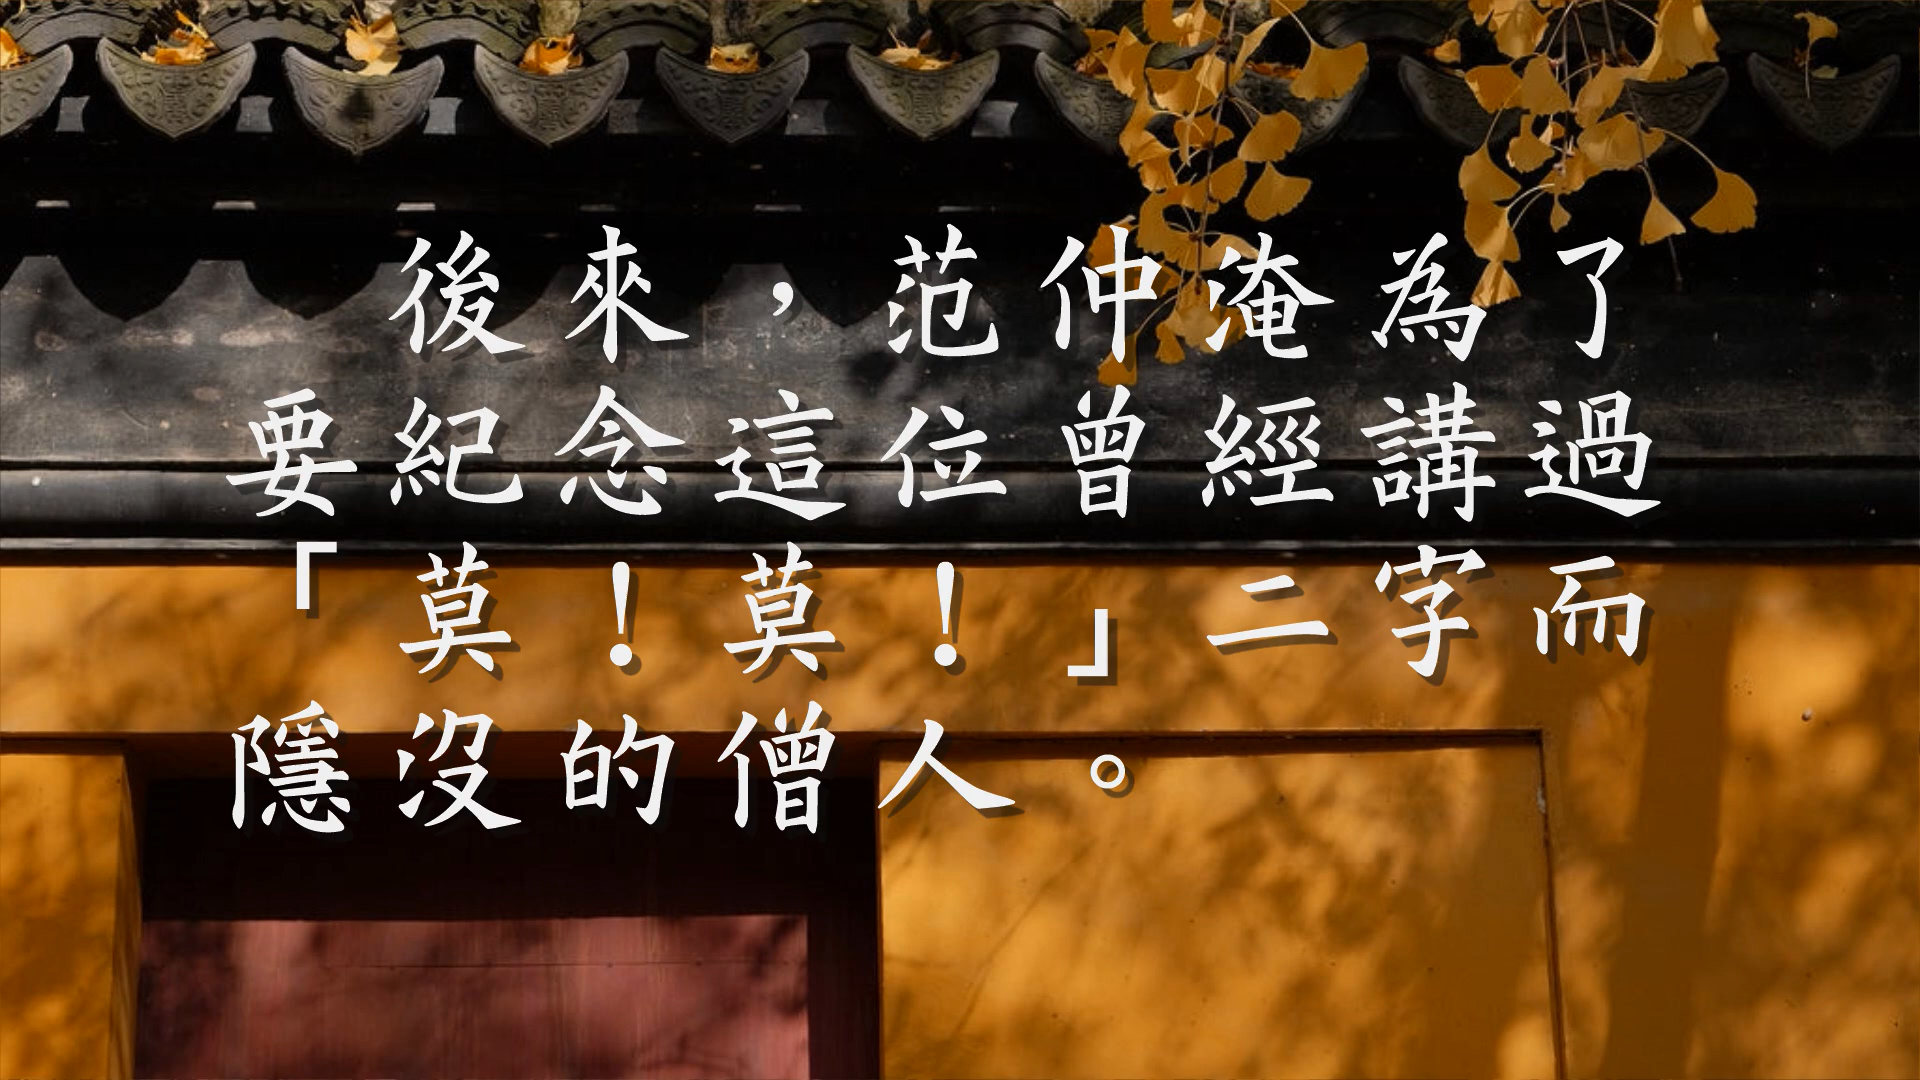 後來，范仲淹為了
要紀念這位曾經講過
「莫！莫！」二字而
隱沒的僧人。